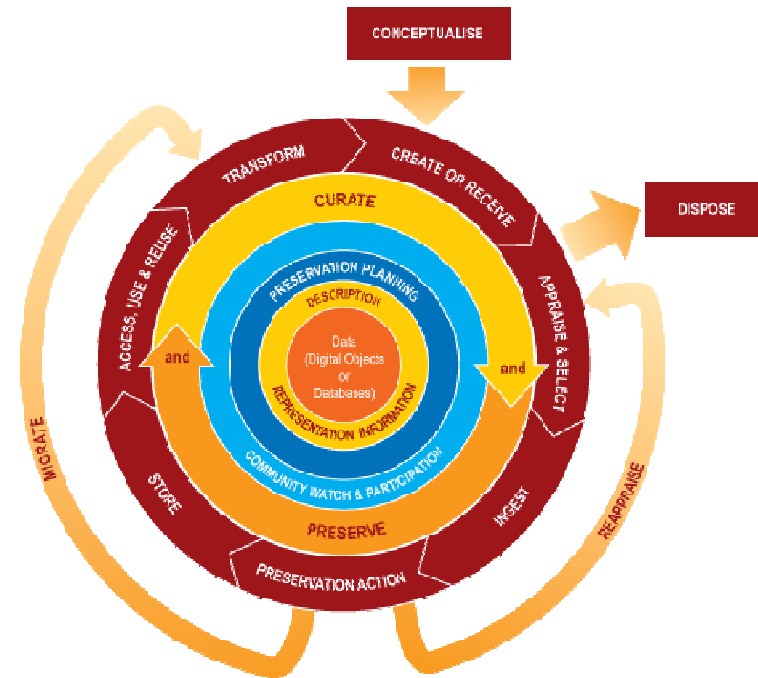 CONCEPTUALISE
CREATE OR RECEIVE
DISPOSE
APPRAISE & SELECT
INGEST
REAPPRAISE
PRESERVATION ACTION
STORE
MIGRATE
ACCESS, USE & REUSE
TRANSFORM
CURATE
and
PRESERVE
and
PRESERVATION PLANNING
COMMUNITY WATCH & PARTICIPATION
DESCRIPTION
REPRESENTATION INFORMATION
Data
(Digital Objects
or
Databases)